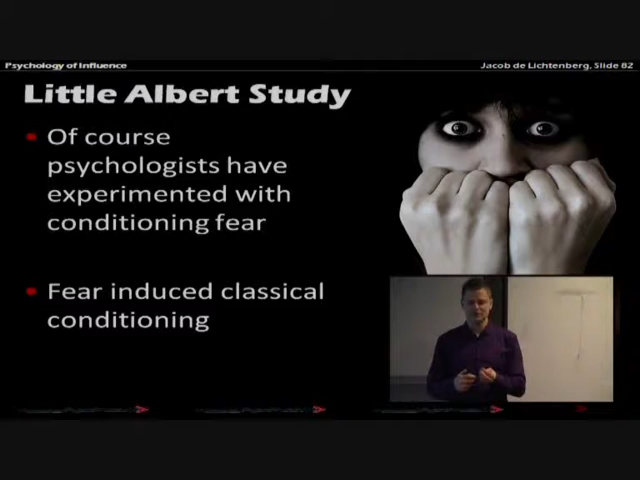 Psychology of Influence
Jacob de Lichtenberg, Slide 82
Little Albert Study
Of course
psychologists have
experimented with
conditioning fear
Fear induced classical
conditioning